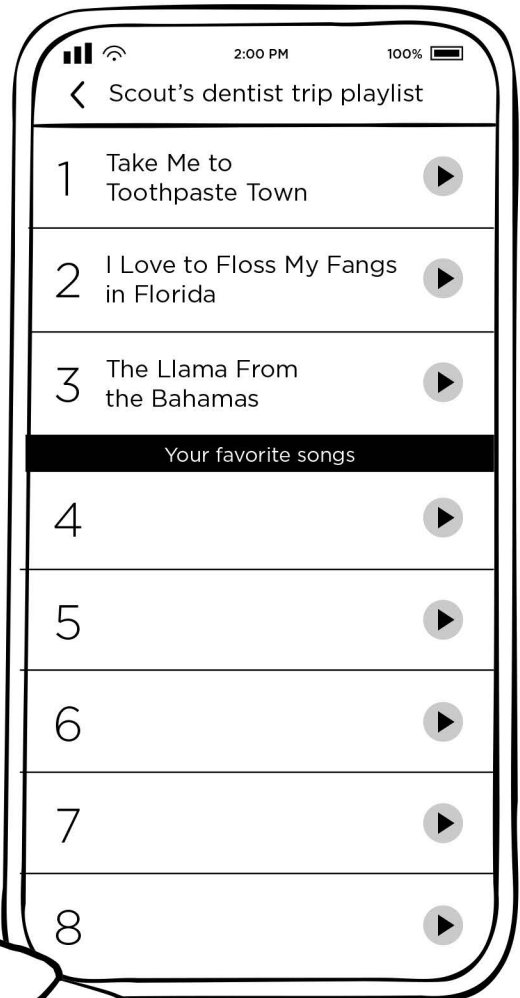 2:00 PM 100%
Scout's dentist trip playlist
1 Take Me to
Toothpaste Town
2 I Love to Floss My Fangs
in Florida
3 The Llama From
the Bahamas
Your favorite songs
4
5
6
7
8